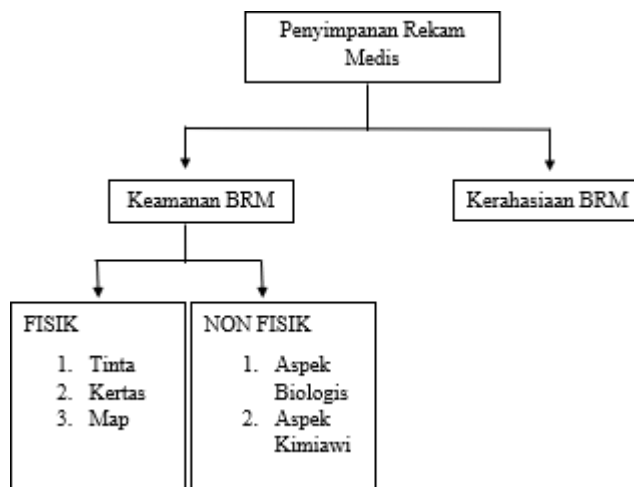 Penyimpanan Rekam
Medis
Keamanan BRM
Kerahasiaan BRM
FISIK
1. Tinta
2. Kertas
3. Map
NON FISIK
1. Aspek
Biologis
2. Aspek
Kimiawi